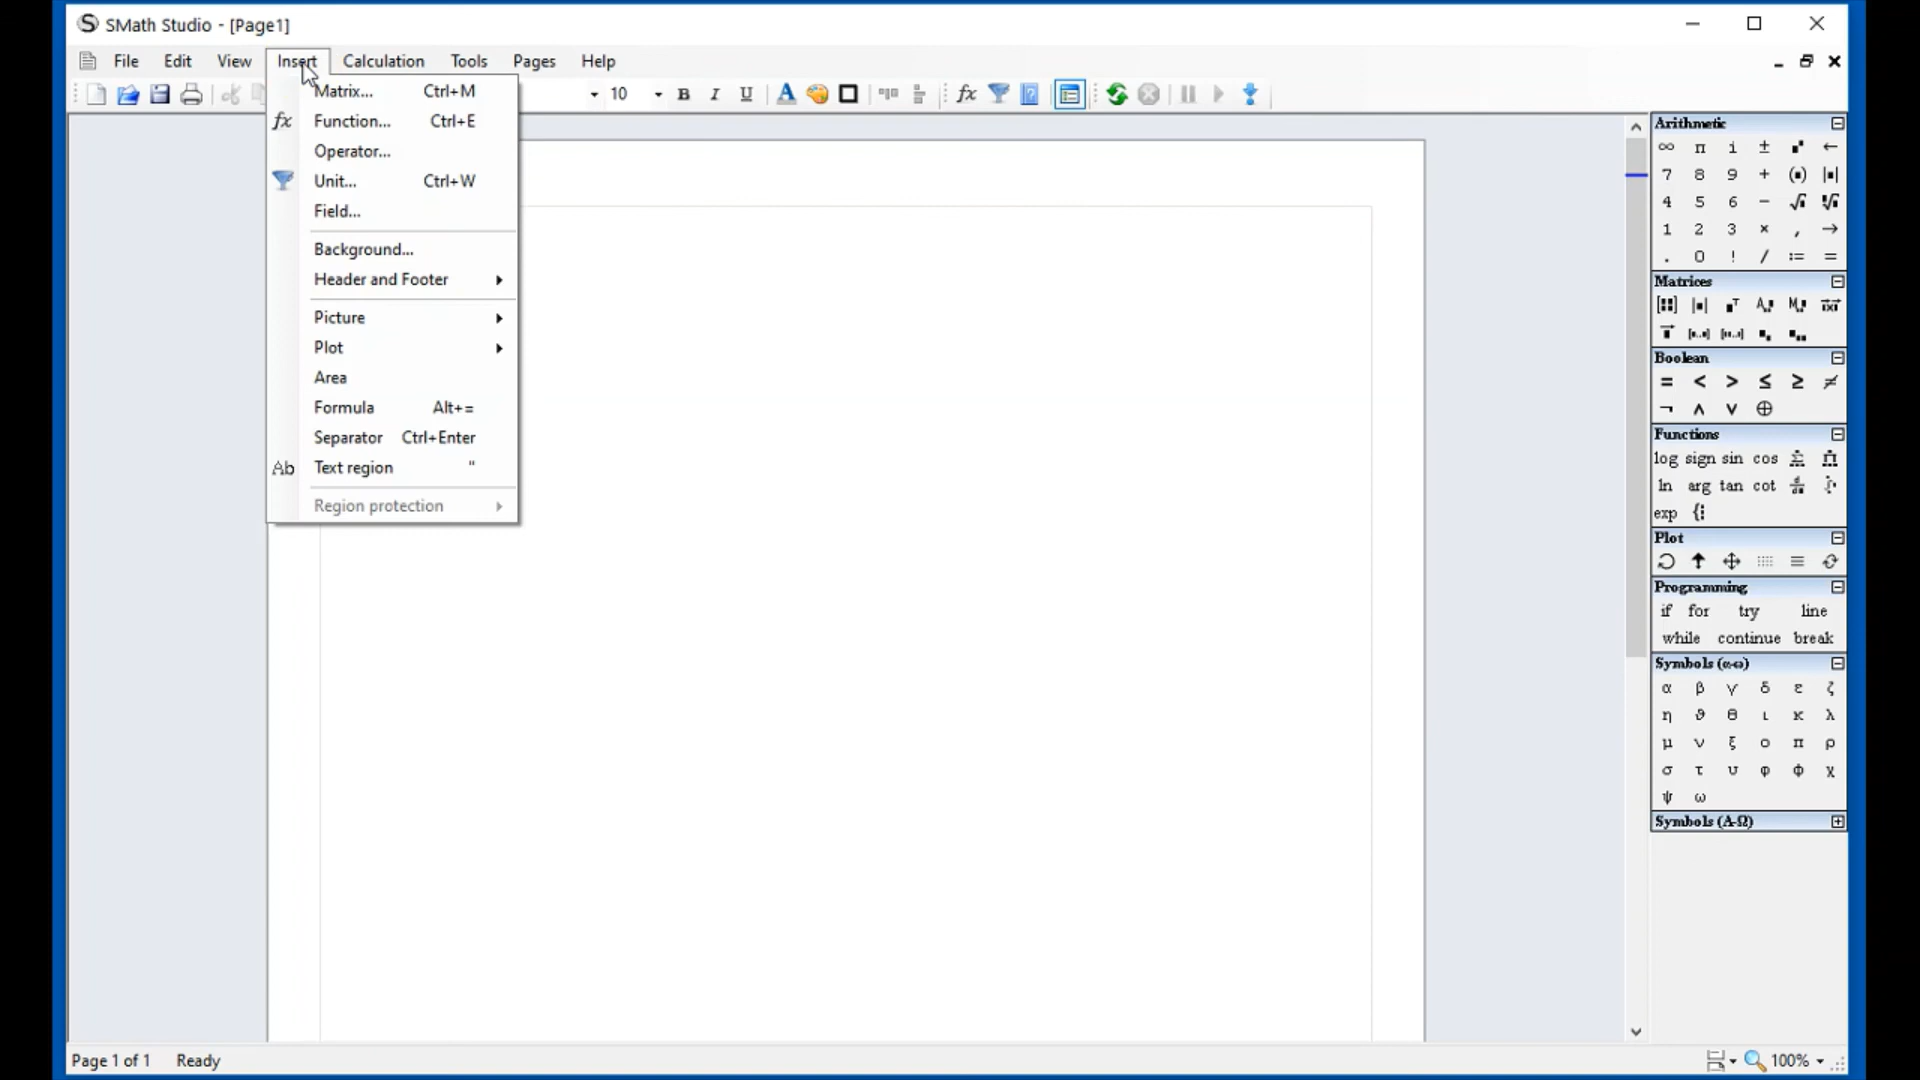 SMath Studio - [Page1]
File Edit View Insert Calculation Tools Pages Help
10 B I U A fx
Matrix... Ctrl+M
fx Function... Ctrl+E
Operator...
Unit... Ctrl+W
Field...
Background...
Header and Footer
Picture
Plot
Area
Formula Alt+=
Separator Ctrl+Enter
Ab Text region "
Region protection
Arithmetic
∞ π i ± ←
7 8 9 + (■) |■|
4 5 6 −
1 2 3 × , →
. 0 ! / := =
Matrices
Boolean
= < > ≤ ≥ ≠
¬ ∧ ∨ ⊕
Functions
log sign sin cos
ln arg tan cot
exp
Plot
Programming
if for try line
while continue break
Symbols (α-ω)
α β γ δ ε ζ
η ϑ θ ι κ λ
μ ν ξ ο π ρ
σ τ υ φ ϕ χ
ψ ω
Symbols (Α-Ω)
Page 1 of 1 Ready 100%